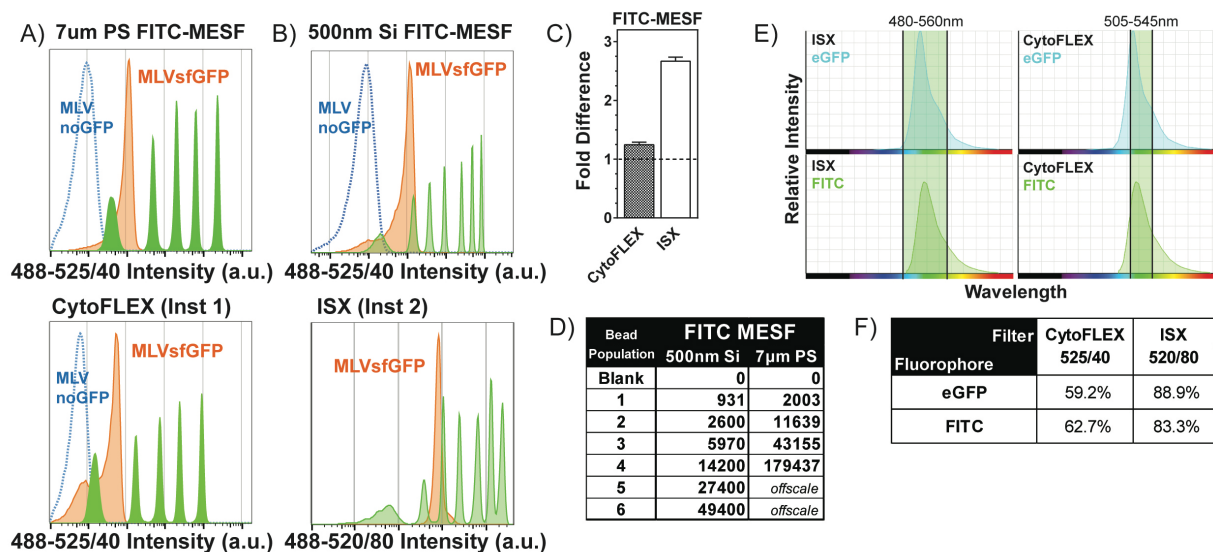 A)
7um PS FITC-MESF
MLV
noGFP
MLVsfGFP
488-525/40 Intensity (a.u.)
CytoFLEX (Inst 1)
MLV
noGFP
MLVsfGFP
488-525/40 Intensity (a.u.)
B)
500nm Si FITC-MESF
MLV
noGFP
MLVsfGFP
488-525/40 Intensity (a.u.)
ISX (Inst 2)
MLVsfGFP
488-520/80 Intensity (a.u.)
C)
FITC-MESF
Fold Difference
3
2
1
0
CytoFLEX
ISX
D)
Bead Population FITC MESF
500nm Si 7µm PS
Blank 0 0
1 931 2003
2 2600 11639
3 5970 43155
4 14200 179437
5 27400 offscale
6 49400 offscale
E)
480-560nm
505-545nm
ISX
eGFP
CytoFLEX
eGFP
ISX
FITC
CytoFLEX
FITC
Relative Intensity
Wavelength
F)
Filter CytoFLEX ISX
Fluorophore 525/40 520/80
eGFP 59.2% 88.9%
FITC 62.7% 83.3%